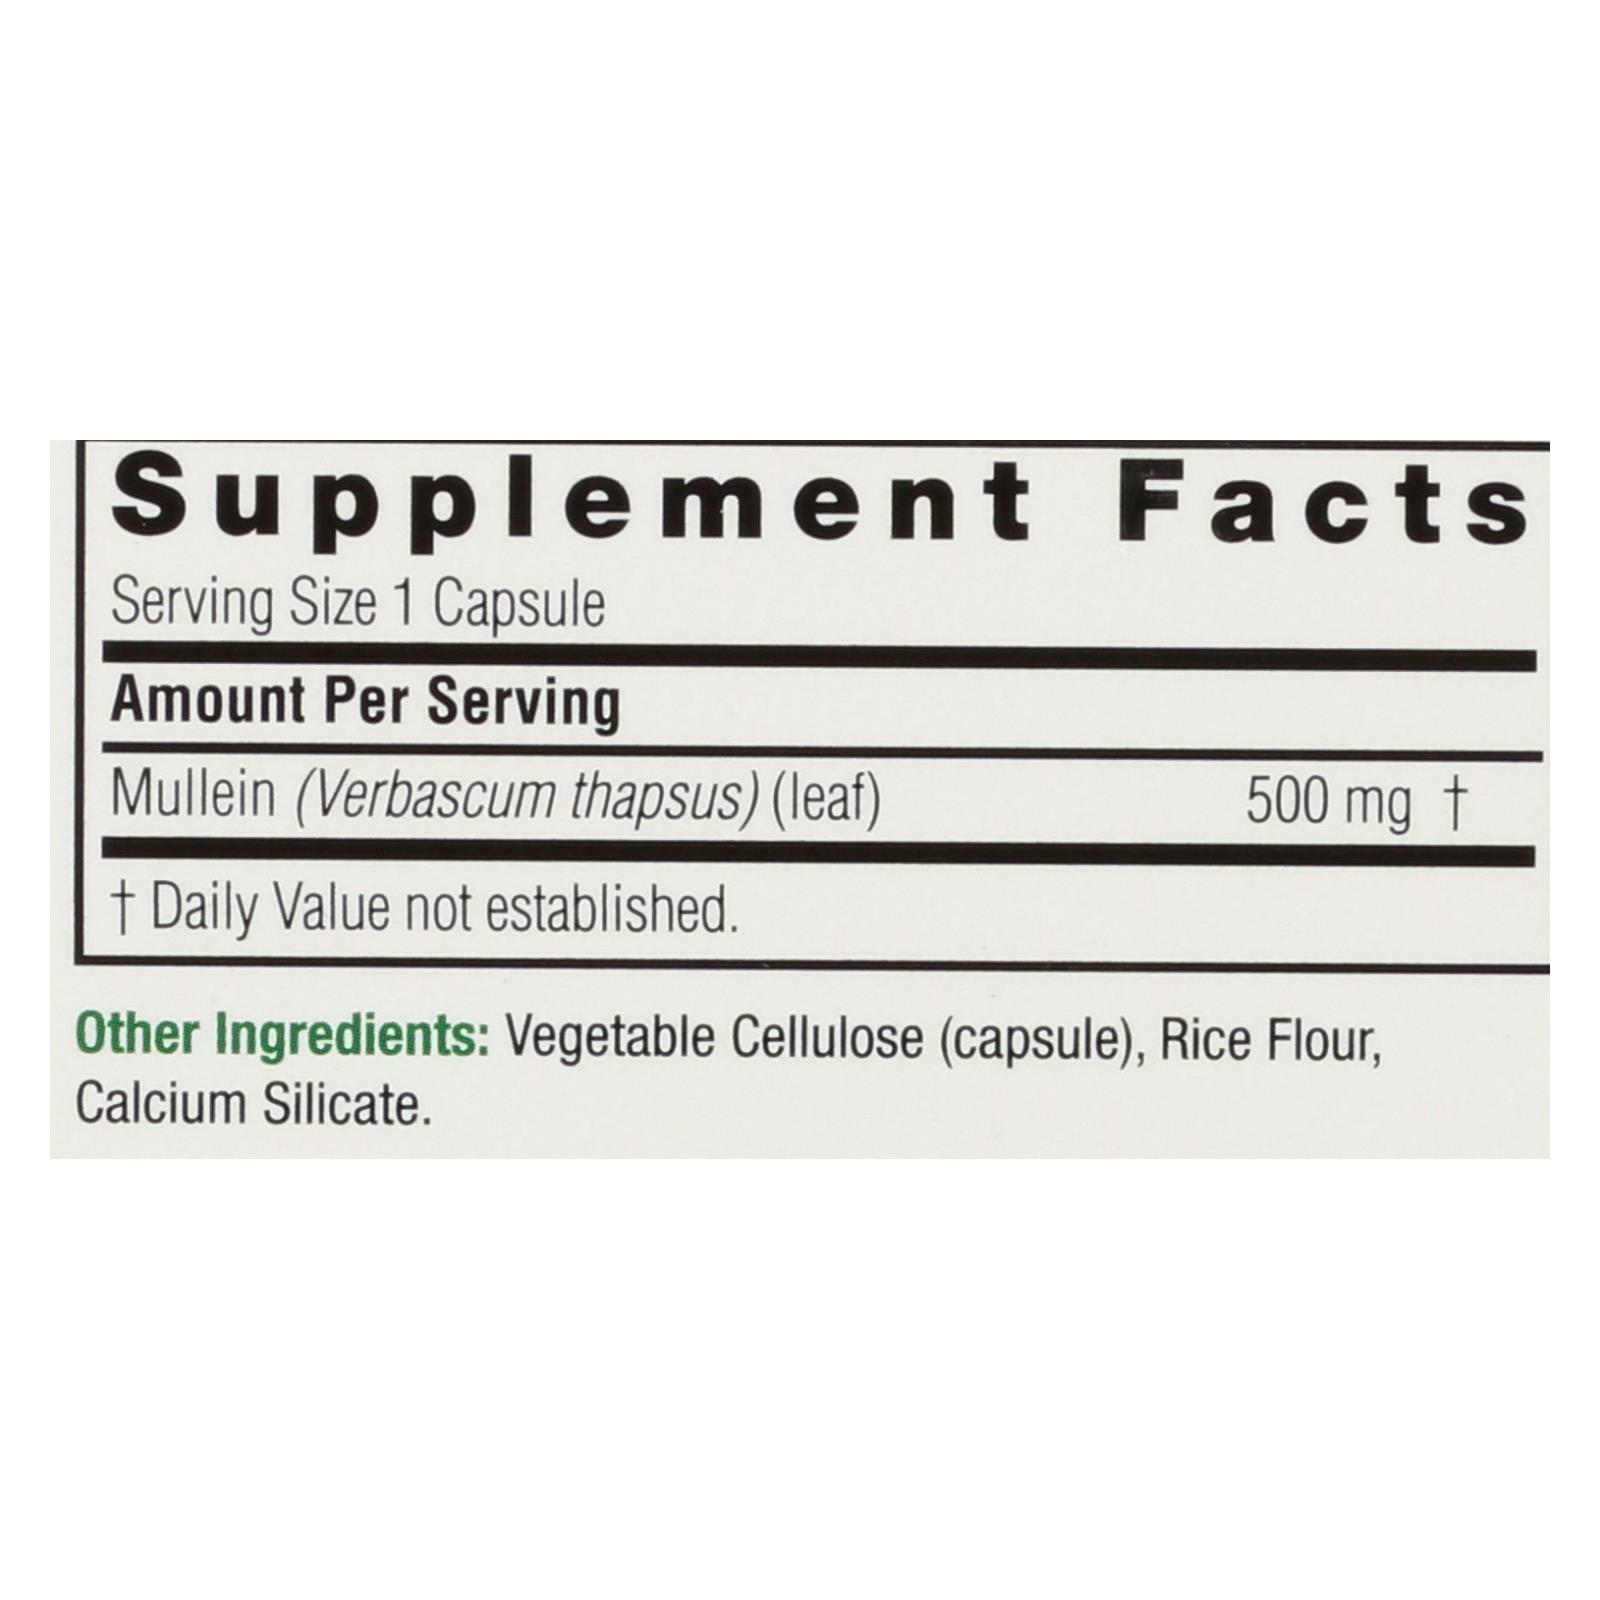 Supplement Facts
Serving Size 1 Capsule
Amount Per Serving
Mullein (Verbascum thapsus) (leaf) 500 mg †
† Daily Value not established.
Other Ingredients: Vegetable Cellulose (capsule), Rice Flour,
Calcium Silicate.